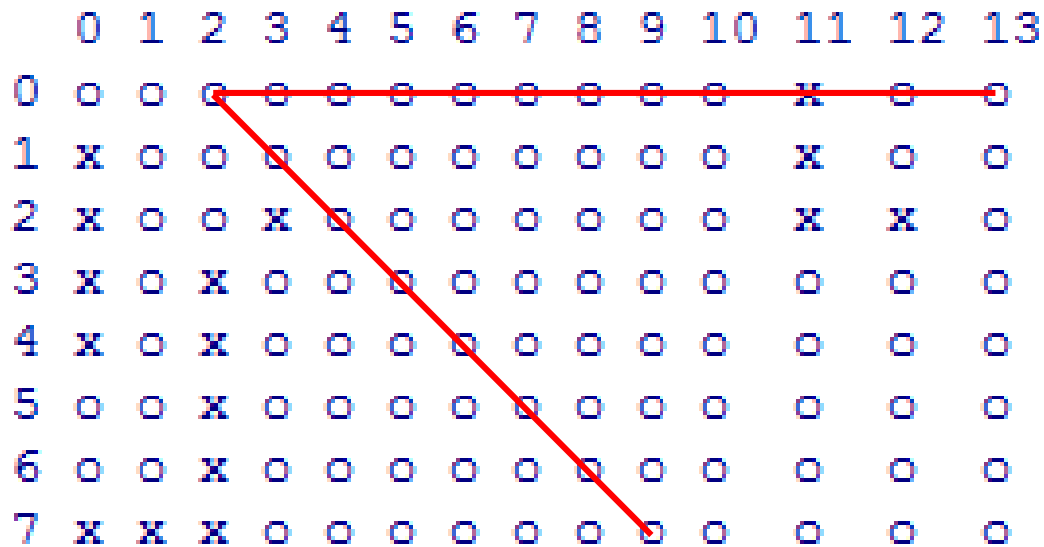 0 1 2 3 4 5 6 7 8 9 10 11 12 13
0 o o o o o o o o o o o x o o
1 x o o o o o o o o o o x o o
2 x o o x o o o o o o o x x o
3 x o x o o o o o o o o o o o
4 x o x o o o o o o o o o o o
5 o o x o o o o o o o o o o o
6 o o x o o o o o o o o o o o
7 x x x o o o o o o o o o o o